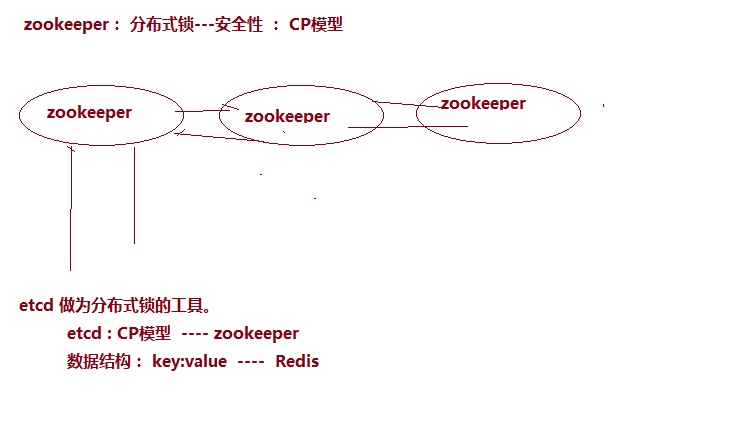 zookeeper： 分布式锁---安全性 ： CP模型
zookeeper
zookeeper
zookeeper
etcd 做为分布式锁的工具。
etcd : CP模型 ---- zookeeper
数据结构： key:value ---- Redis